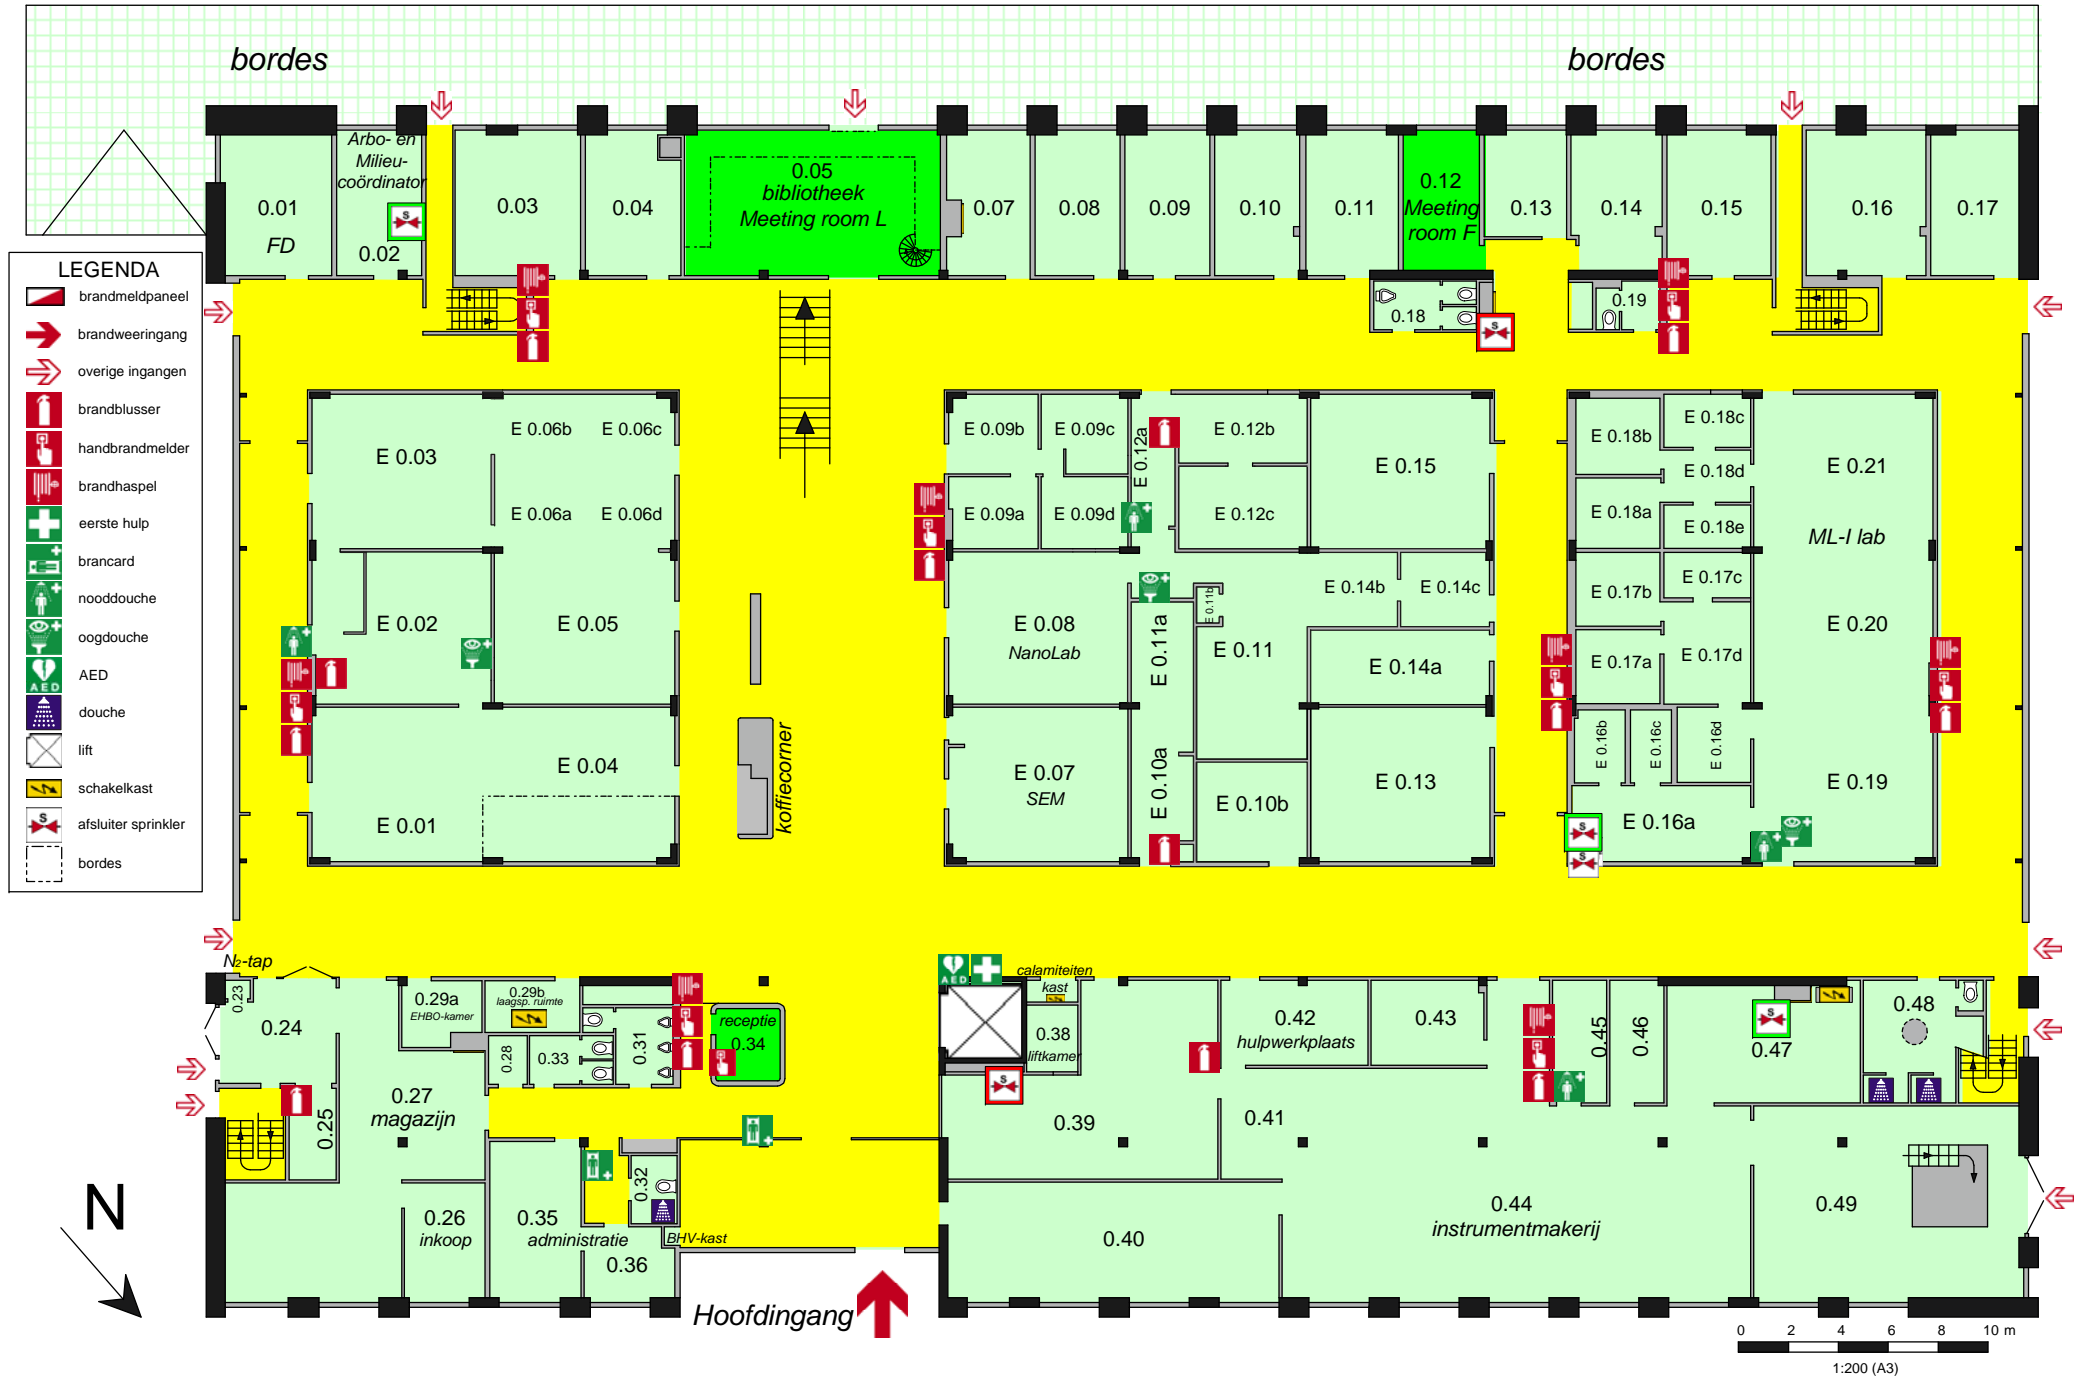 bordes
bordes
Arbo- en
Milieu-
coördinator
0.01
FD
0.02
0.03
0.04
0.05
bibliotheek
Meeting room L
0.07
0.08
0.09
0.10
0.11
0.12
Meeting
room F
0.13
0.14
0.15
0.16
0.17
LEGENDA
brandmeldpaneel
brandweeringang
overige ingangen
brandblusser
handbrandmelder
brandhaspel
eerste hulp
brancard
nooddouche
oogdouche
AED
AED
douche
lift
schakelkast
S
afsluiter sprinkler
bordes
S
0.18
S
0.19
E 0.03
E 0.06b
E 0.06c
E 0.06a
E 0.06d
E 0.02
E 0.05
E 0.04
E 0.01
koffiecorner
E 0.09b
E 0.09c
E 0.12a
E 0.12b
E 0.15
E 0.09a
E 0.09d
E 0.12c
E 0.08
NanoLab
E 0.11a
E 0.11b
E 0.11
E 0.14b
E 0.14c
E 0.14a
E 0.07
SEM
E 0.10a
E 0.10b
E 0.13
E 0.18b
E 0.18c
E 0.18d
E 0.18a
E 0.18e
E 0.21
ML-I lab
E 0.17b
E 0.17c
E 0.17a
E 0.17d
E 0.20
E 0.16b
E 0.16c
E 0.16d
E 0.19
E 0.16a
S
S
N2-tap
0.23
0.24
0.29a
EHBO-kamer
0.29b
laagsp. ruimte
0.28
0.33
0.31
receptie
0.34
AED
calamiteiten
kast
0.38
liftkamer
S
0.42
hulpwerkplaats
0.43
0.45
0.46
S
0.47
0.48
0.25
0.27
magazijn
0.39
0.41
0.32
0.26
inkoop
0.35
administratie
0.36
BHV-kast
0.40
0.44
instrumentmakerij
0.49
N
Hoofdingang
0 2 4 6 8 10 m
1:200 (A3)